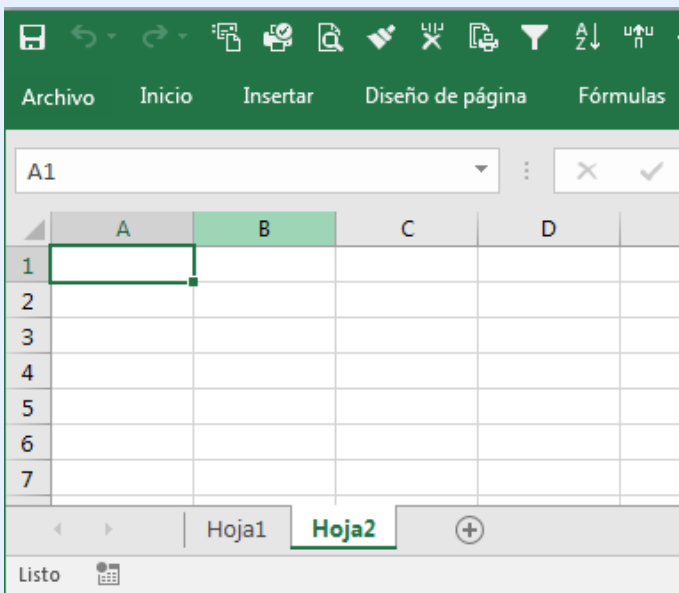 Archivo Inicio Insertar Diseño de página Fórmulas
A1
A B C D
1
2
3
4
5
6
7
Hoja1 Hoja2
Listo